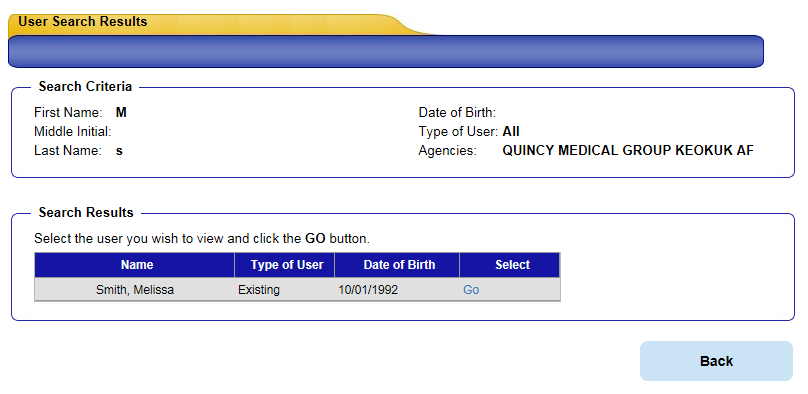 User Search Results
Search Criteria
First Name: M Date of Birth:
Middle Initial: Type of User: All
Last Name: s Agencies: QUINCY MEDICAL GROUP KEOKUK AF
Search Results
Select the user you wish to view and click the GO button.
Name Type of User Date of Birth Select
Smith, Melissa Existing 10/01/1992 Go
Back